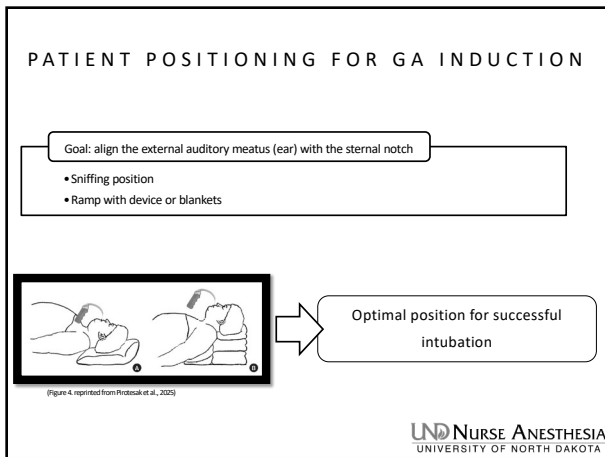 PATIENT POSITIONING FOR GA INDUCTION
Goal: align the external auditory meatus (ear) with the sternal notch
• Sniffing position
• Ramp with device or blankets
A
B
Optimal position for successful
intubation
(Figure 4. reprinted from Pirotesak et al., 2025)
UND NURSE ANESTHESIA
UNIVERSITY OF NORTH DAKOTA